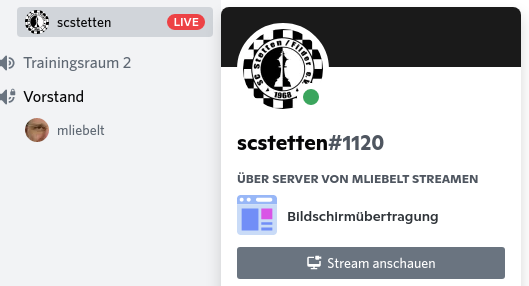 scstetten
LIVE
Trainingsraum 2
Vorstand
mliebelt
SC Stetten / Filder e.V.
1968
scstetten#1120
ÜBER SERVER VON MLIEBELT STREAMEN
Bildschirmübertragung
Stream anschauen